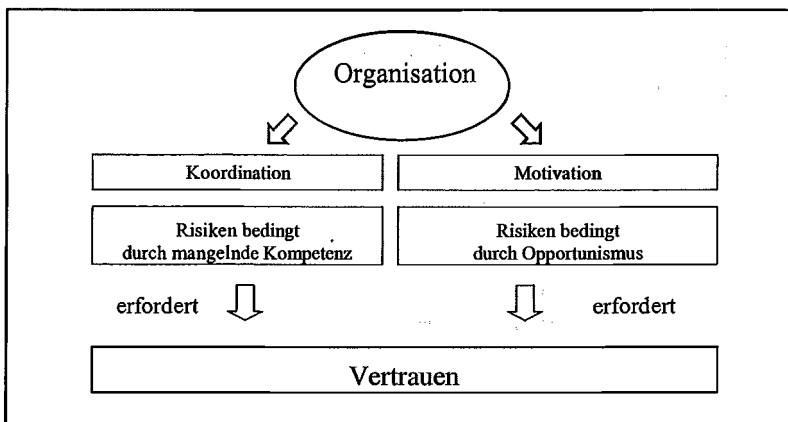 Organisation
Koordination
Motivation
Risiken bedingt
durch mangelnde Kompetenz
Risiken bedingt
durch Opportunismus
erfordert
erfordert
Vertrauen